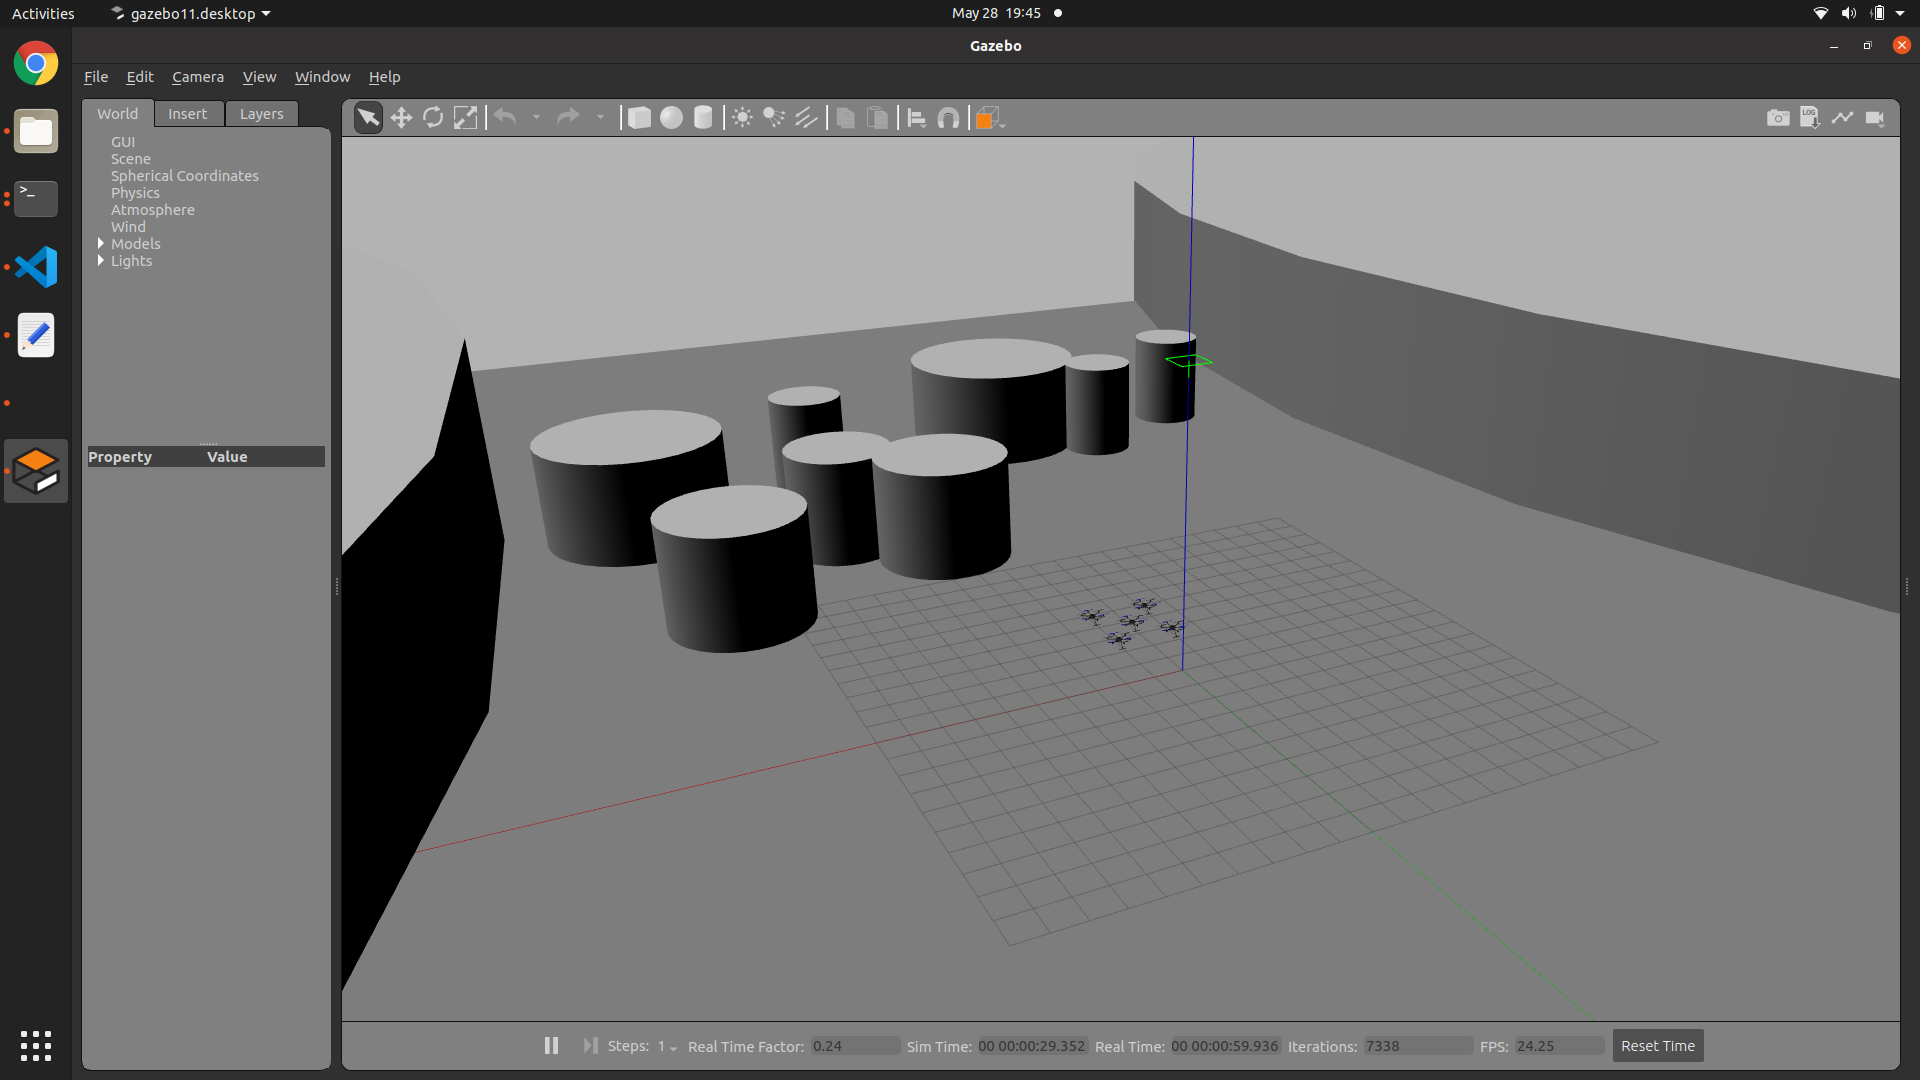 Activities gazebo11.desktop May 28 19:45
Gazebo
File Edit Camera View Window Help
World Insert Layers
LOG
>_
GUI
Scene
Spherical Coordinates
Physics
Atmosphere
Wind
Models
Lights
Property Value
Steps: 1 Real Time Factor: 0.24 Sim Time: 00 00:00:29.352 Real Time: 00 00:00:59.936 Iterations: 7338 FPS: 24.25 Reset Time